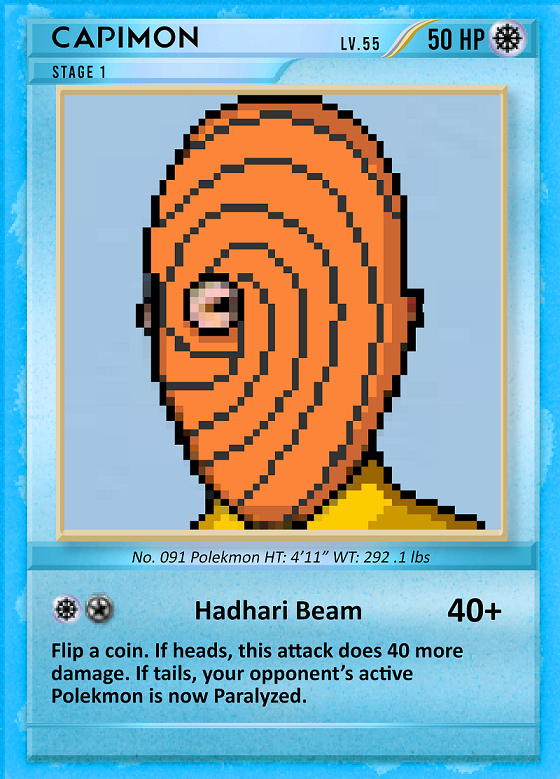 CAPIMON LV.55 50 HP
STAGE 1
No. 091 Polekmon HT: 4’11” WT: 292 .1 lbs
Hadhari Beam 40+
Flip a coin. If heads, this attack does 40 more
damage. If tails, your opponent’s active
Polekmon is now Paralyzed.